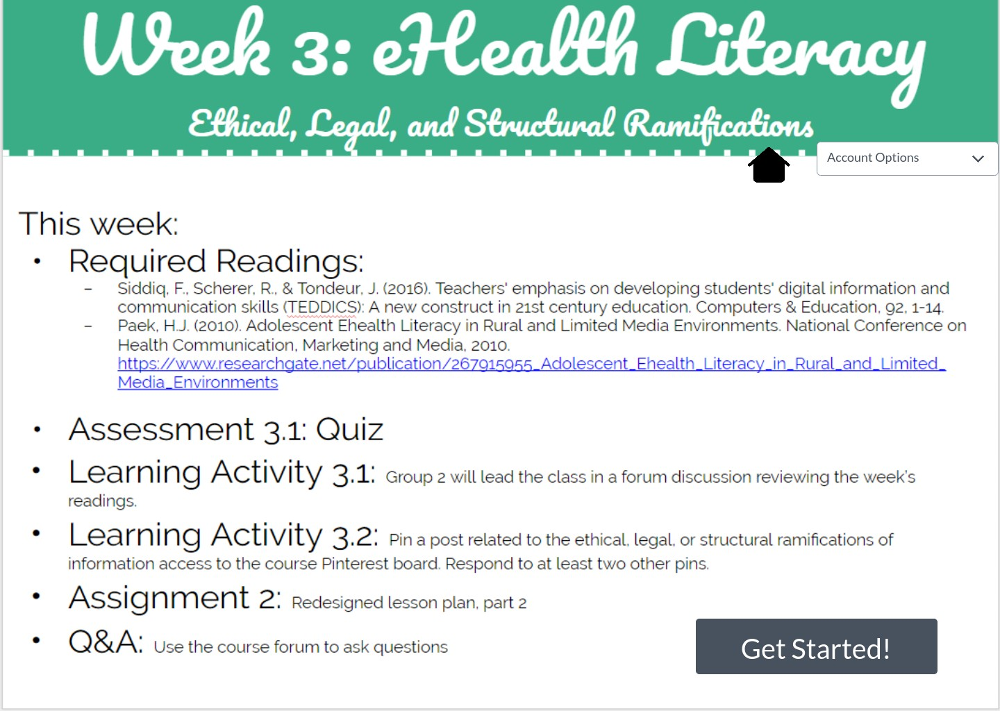 Week 3: eHealth Literacy
Ethical, Legal, and Structural Ramifications
Account Options
This week:
• Required Readings:
– Siddiq, F., Scherer, R., & Tondeur, J. (2016). Teachers' emphasis on developing students' digital information and
communication skills (TEDDICS): A new construct in 21st century education. Computers & Education, 92, 1-14.
– Paek, H.J. (2010). Adolescent Ehealth Literacy in Rural and Limited Media Environments. National Conference on
Health Communication, Marketing and Media, 2010.
https://www.researchgate.net/publication/267915955_Adolescent_Ehealth_Literacy_in_Rural_and_Limited_
Media_Environments
• Assessment 3.1: Quiz
• Learning Activity 3.1: Group 2 will lead the class in a forum discussion reviewing the week's
readings.
• Learning Activity 3.2: Pin a post related to the ethical, legal, or structural ramifications of
information access to the course Pinterest board. Respond to at least two other pins.
• Assignment 2: Redesigned lesson plan, part 2
• Q&A: Use the course forum to ask questions
Get Started!